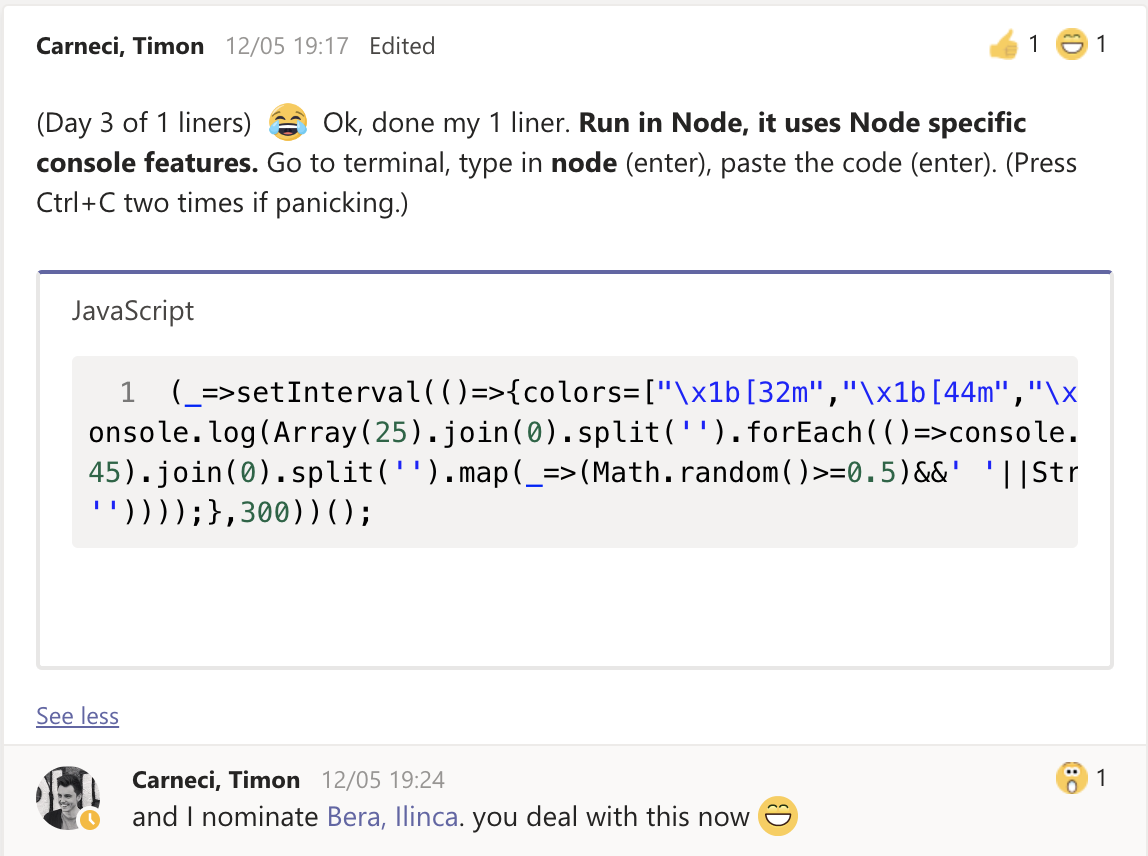 Carneci, Timon 12/05 19:17 Edited 👍 1 😄 1
(Day 3 of 1 liners) 😂 Ok, done my 1 liner. Run in Node, it uses Node specific
console features. Go to terminal, type in node (enter), paste the code (enter). (Press
Ctrl+C two times if panicking.)
JavaScript
1 (_=>setInterval(()=>{colors=["\x1b[32m","\x1b[44m","\x
onsole.log(Array(25).join(0).split('').forEach(()=>console.
45).join(0).split('').map(_=>(Math.random()>=0.5)&&' '||Str
''))));},300))();
See less
Carneci, Timon 12/05 19:24 😮 1
and I nominate Bera, Ilinca. you deal with this now 😄